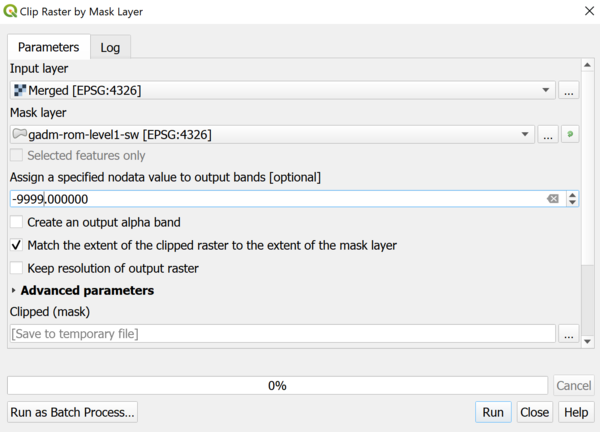 Clip Raster by Mask Layer
Parameters Log
Input layer
Merged [EPSG:4326] ...
Mask layer
gadm-rom-level1-sw [EPSG:4326] ...
Selected features only
Assign a specified nodata value to output bands [optional]
-9999.000000
Create an output alpha band
Match the extent of the clipped raster to the extent of the mask layer
Keep resolution of output raster
Advanced parameters
Clipped (mask)
[Save to temporary file] ...
0% Cancel
Run as Batch Process... Run Close Help